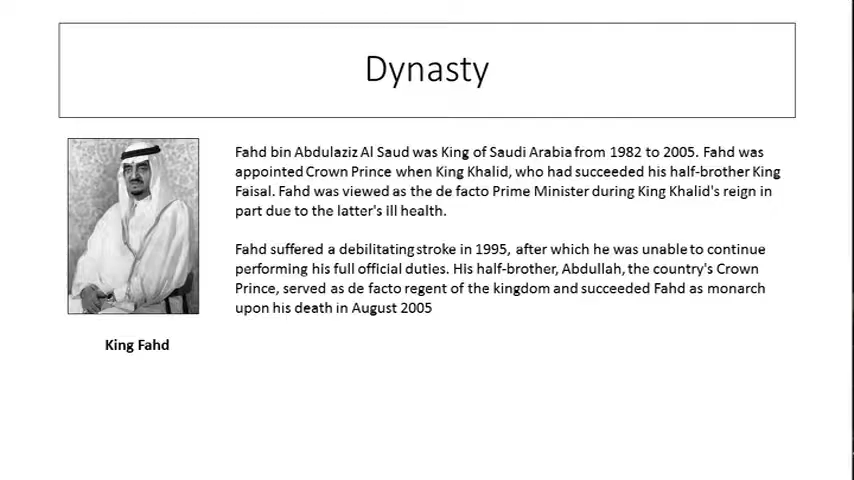 Dynasty
Fahd bin Abdulaziz Al Saud was King of Saudi Arabia from 1982 to 2005. Fahd was
appointed Crown Prince when King Khalid, who had succeeded his half-brother King
Faisal. Fahd was viewed as the de facto Prime Minister during King Khalid's reign in
part due to the latter's ill health.
Fahd suffered a debilitating stroke in 1995, after which he was unable to continue
performing his full official duties. His half-brother, Abdullah, the country's Crown
Prince, served as de facto regent of the kingdom and succeeded Fahd as monarch
upon his death in August 2005
King Fahd